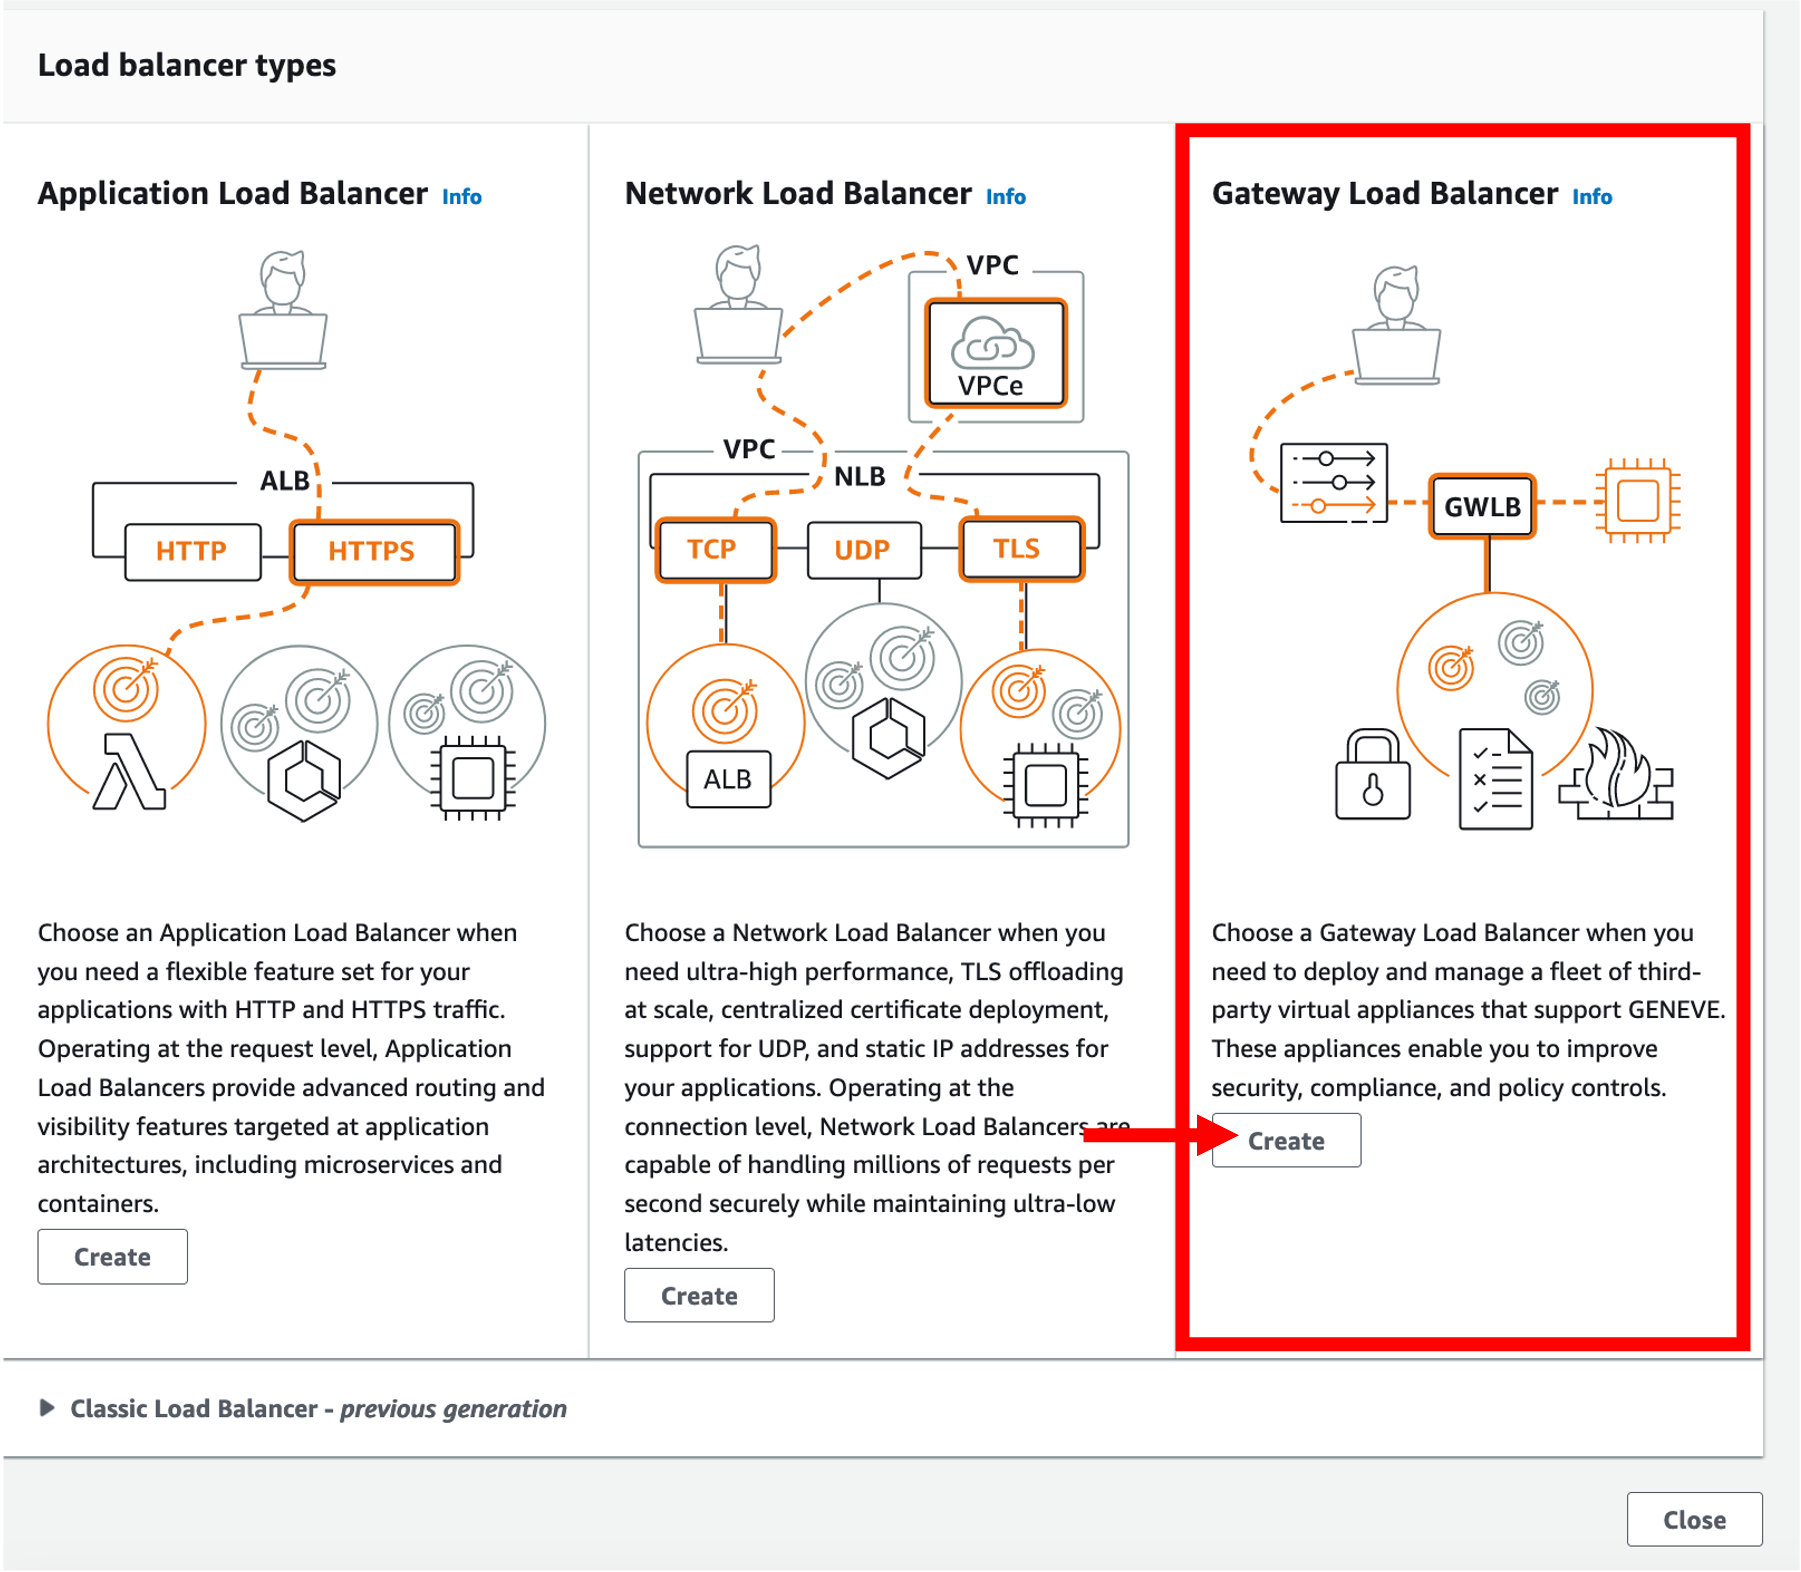 Load balancer types
Application Load Balancer Info
ALB
HTTP
HTTPS
Choose an Application Load Balancer when
you need a flexible feature set for your
applications with HTTP and HTTPS traffic.
Operating at the request level, Application
Load Balancers provide advanced routing and
visibility features targeted at application
architectures, including microservices and
containers.
Create
Network Load Balancer Info
VPC
VPCe
VPC
NLB
TCP
UDP
TLS
ALB
Choose a Network Load Balancer when you
need ultra-high performance, TLS offloading
at scale, centralized certificate deployment,
support for UDP, and static IP addresses for
your applications. Operating at the
connection level, Network Load Balancers are
capable of handling millions of requests per
second securely while maintaining ultra-low
latencies.
Create
Gateway Load Balancer Info
GWLB
Choose a Gateway Load Balancer when you
need to deploy and manage a fleet of third-
party virtual appliances that support GENEVE.
These appliances enable you to improve
security, compliance, and policy controls.
Create
Classic Load Balancer - previous generation
Close